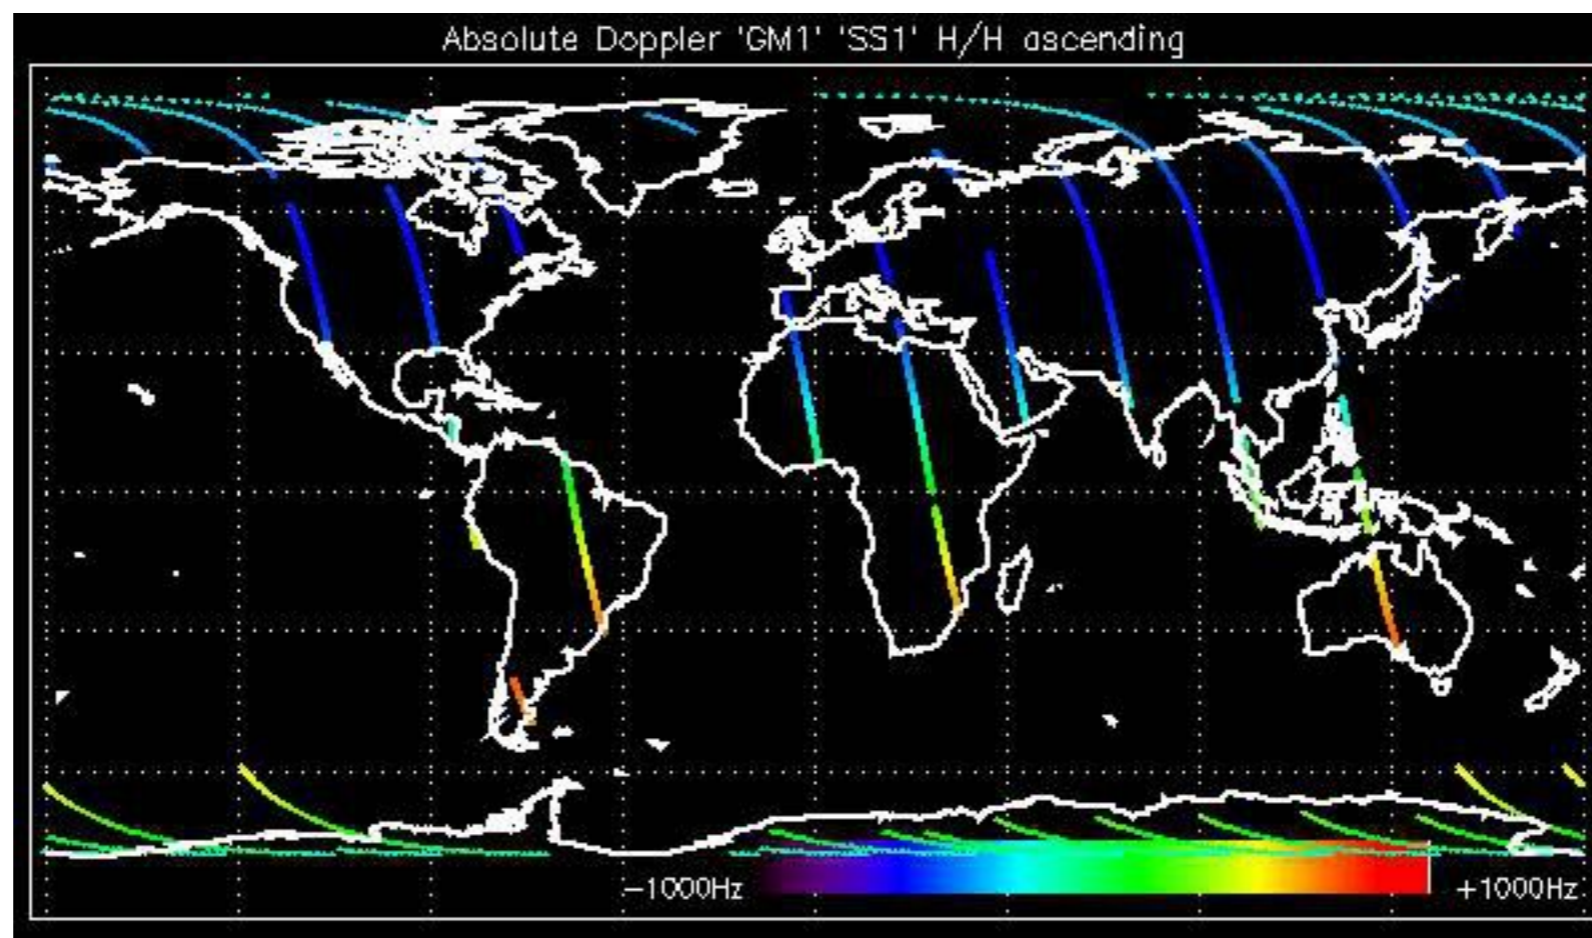 Absolute Doppler 'GM1' 'SS1' H/H ascending
-1000Hz +1000Hz